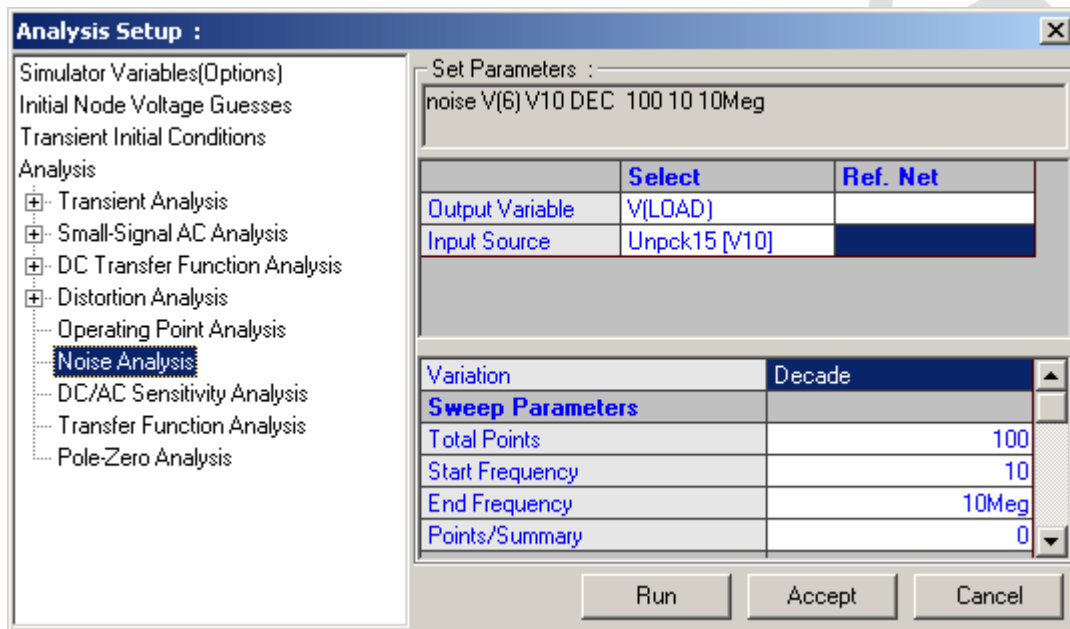 Analysis Setup :
Simulator Variables(Options)
Initial Node Voltage Guesses
Transient Initial Conditions
Analysis
Transient Analysis
Small-Signal AC Analysis
DC Transfer Function Analysis
Distortion Analysis
Operating Point Analysis
Noise Analysis
DC/AC Sensitivity Analysis
Transfer Function Analysis
Pole-Zero Analysis
Set Parameters :
noise V(6) V10 DEC 100 10 10Meg
Select Ref. Net
Output Variable V(LOAD)
Input Source Unpck15 [V10]
Variation Decade
Sweep Parameters
Total Points 100
Start Frequency 10
End Frequency 10Meg
Points/Summary 0
Run Accept Cancel